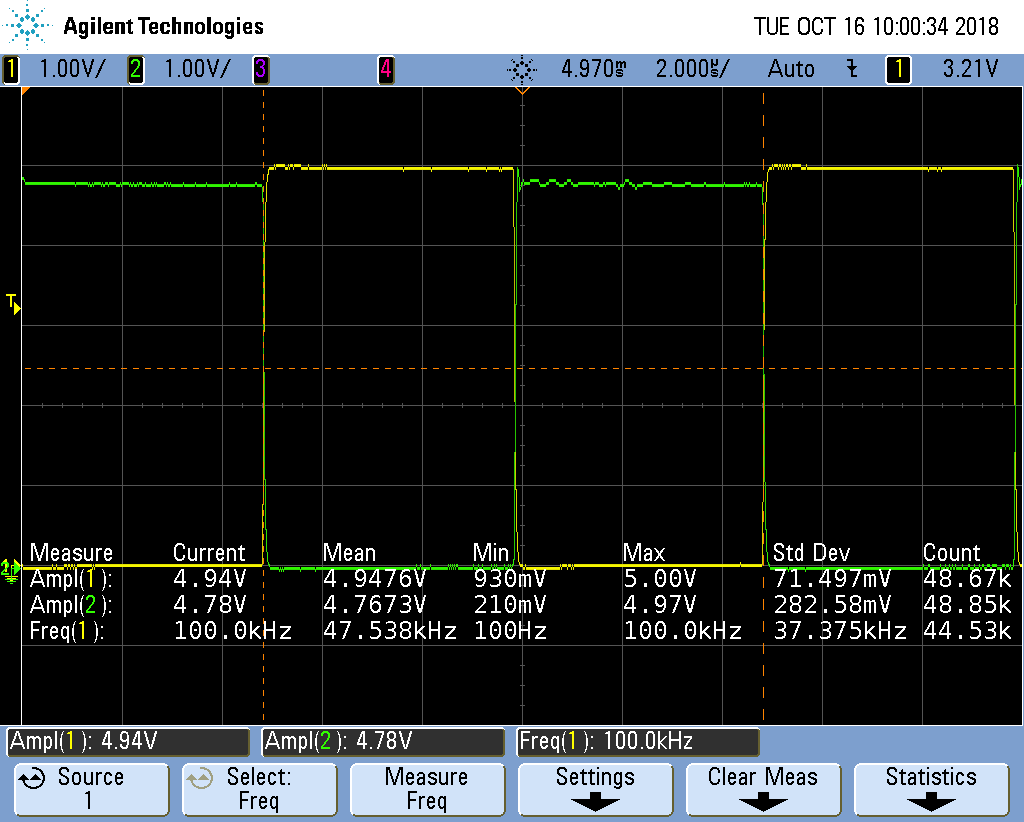 Agilent Technologies TUE OCT 16 10:00:34 2018
1 1.00V/ 2 1.00V/ 3 4 4.970ms 2.000us/ Auto 1 3.21V
T
Measure Current Mean Min Max Std Dev Count
Ampl(1): 4.94V 4.9476V 930mV 5.00V 71.497mV 48.67k
Ampl(2): 4.78V 4.7673V 210mV 4.97V 282.58mV 48.85k
Freq(1): 100.0kHz 47.538kHz 100Hz 100.0kHz 37.375kHz 44.53k
Ampl(1): 4.94V Ampl(2): 4.78V Freq(1): 100.0kHz
Source Select: Measure Settings Clear Meas Statistics
1 Freq Freq